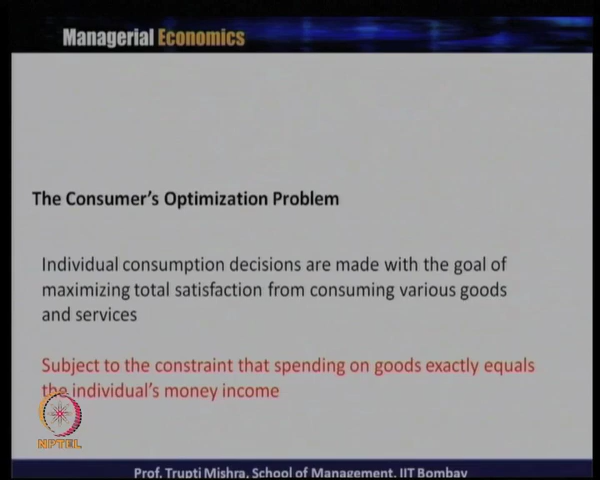 Managerial Economics
The Consumer's Optimization Problem
Individual consumption decisions are made with the goal of
maximizing total satisfaction from consuming various goods
and services
Subject to the constraint that spending on goods exactly equals
the individual's money income
NPTEL
Prof. Trupti Mishra, School of Management, IIT Bombay